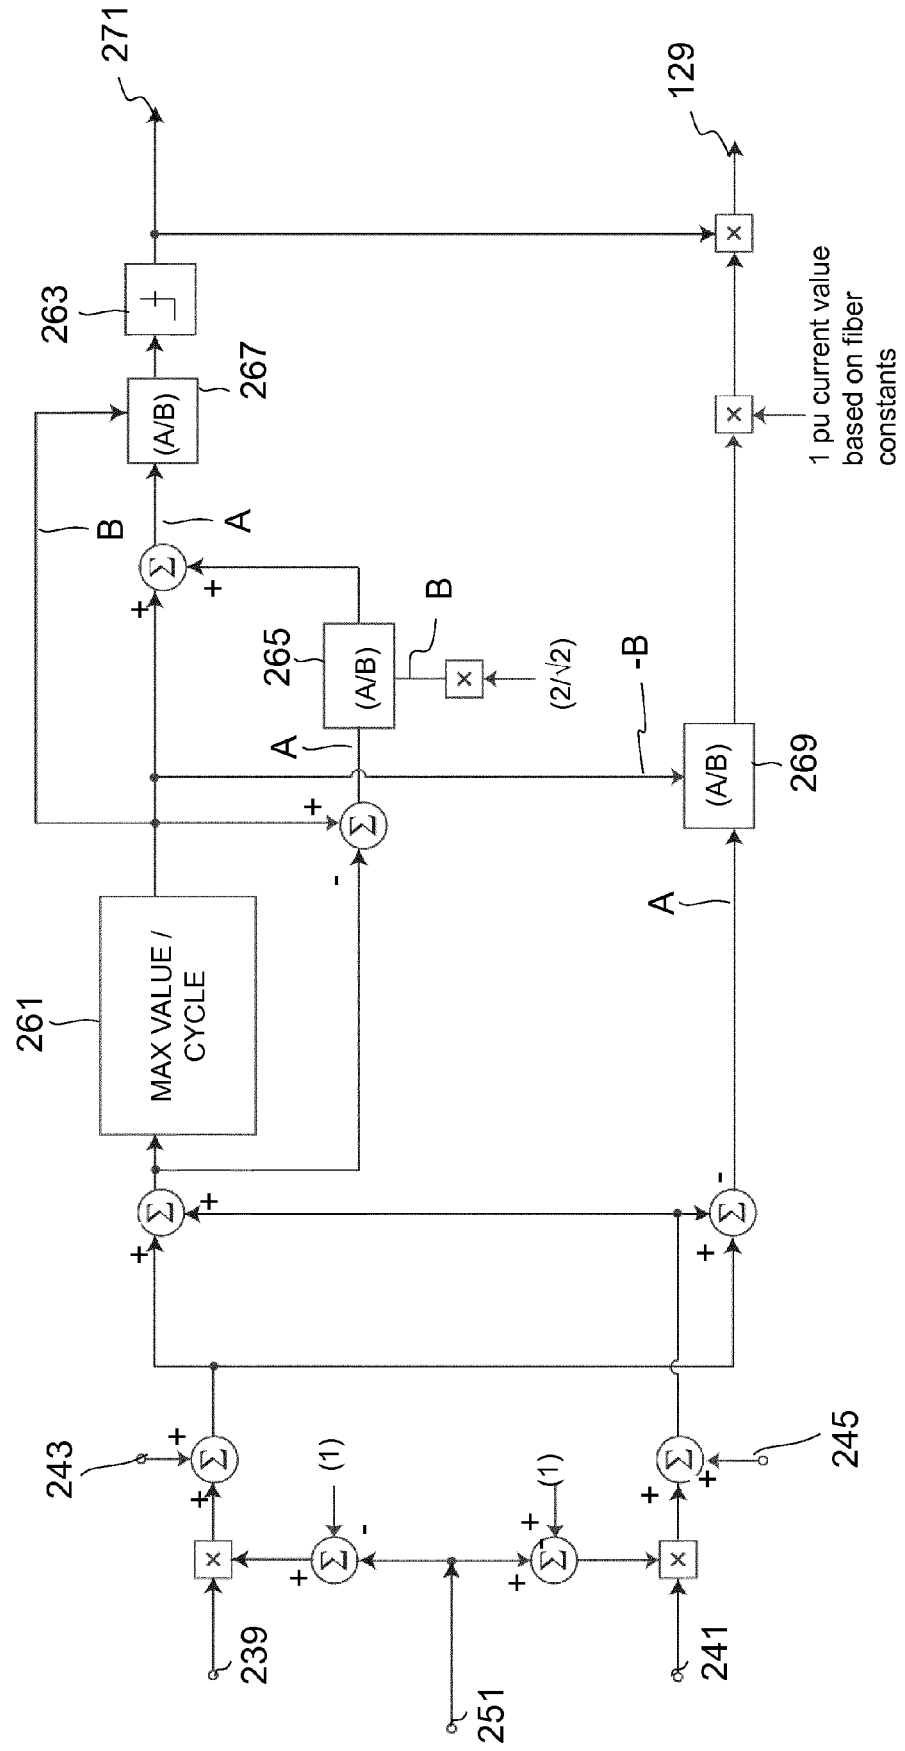 271
129
263
267
B
A
+
+
265
(A/B)
(A/B)
B
×
(2/√2)
A
-B
×
×
1 pu current value
based on fiber
constants
Σ
+
Σ
-
(A/B)
269
A
261
MAX VALUE /
CYCLE
+
+
Σ
-
+
Σ
243
+
+
Σ
(1)
-
+
Σ
×
239
251
(1)
+
-
+
Σ
×
241
+
+
Σ
245